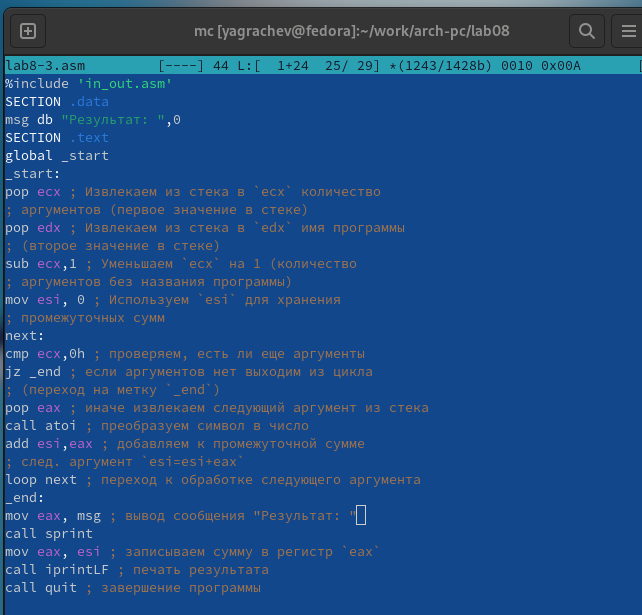 mc [yagrachev@fedora]:~/work/arch-pc/lab08
lab8-3.asm [----] 44 L:[ 1+24 25/ 29] *(1243/1428b) 0010 0x00A
%include 'in_out.asm'
SECTION .data
msg db "Результат: ",0
SECTION .text
global _start
_start:
pop ecx ; Извлекаем из стека в `ecx` количество
; аргументов (первое значение в стеке)
pop edx ; Извлекаем из стека в `edx` имя программы
; (второе значение в стеке)
sub ecx,1 ; Уменьшаем `ecx` на 1 (количество
; аргументов без названия программы)
mov esi, 0 ; Используем `esi` для хранения
; промежуточных сумм
next:
cmp ecx,0h ; проверяем, есть ли еще аргументы
jz _end ; если аргументов нет выходим из цикла
; (переход на метку `_end`)
pop eax ; иначе извлекаем следующий аргумент из стека
call atoi ; преобразуем символ в число
add esi,eax ; добавляем к промежуточной сумме
; след. аргумент `esi=esi+eax`
loop next ; переход к обработке следующего аргумента
_end:
mov eax, msg ; вывод сообщения "Результат: "
call sprint
mov eax, esi ; записываем сумму в регистр `eax`
call iprintLF ; печать результата
call quit ; завершение программы